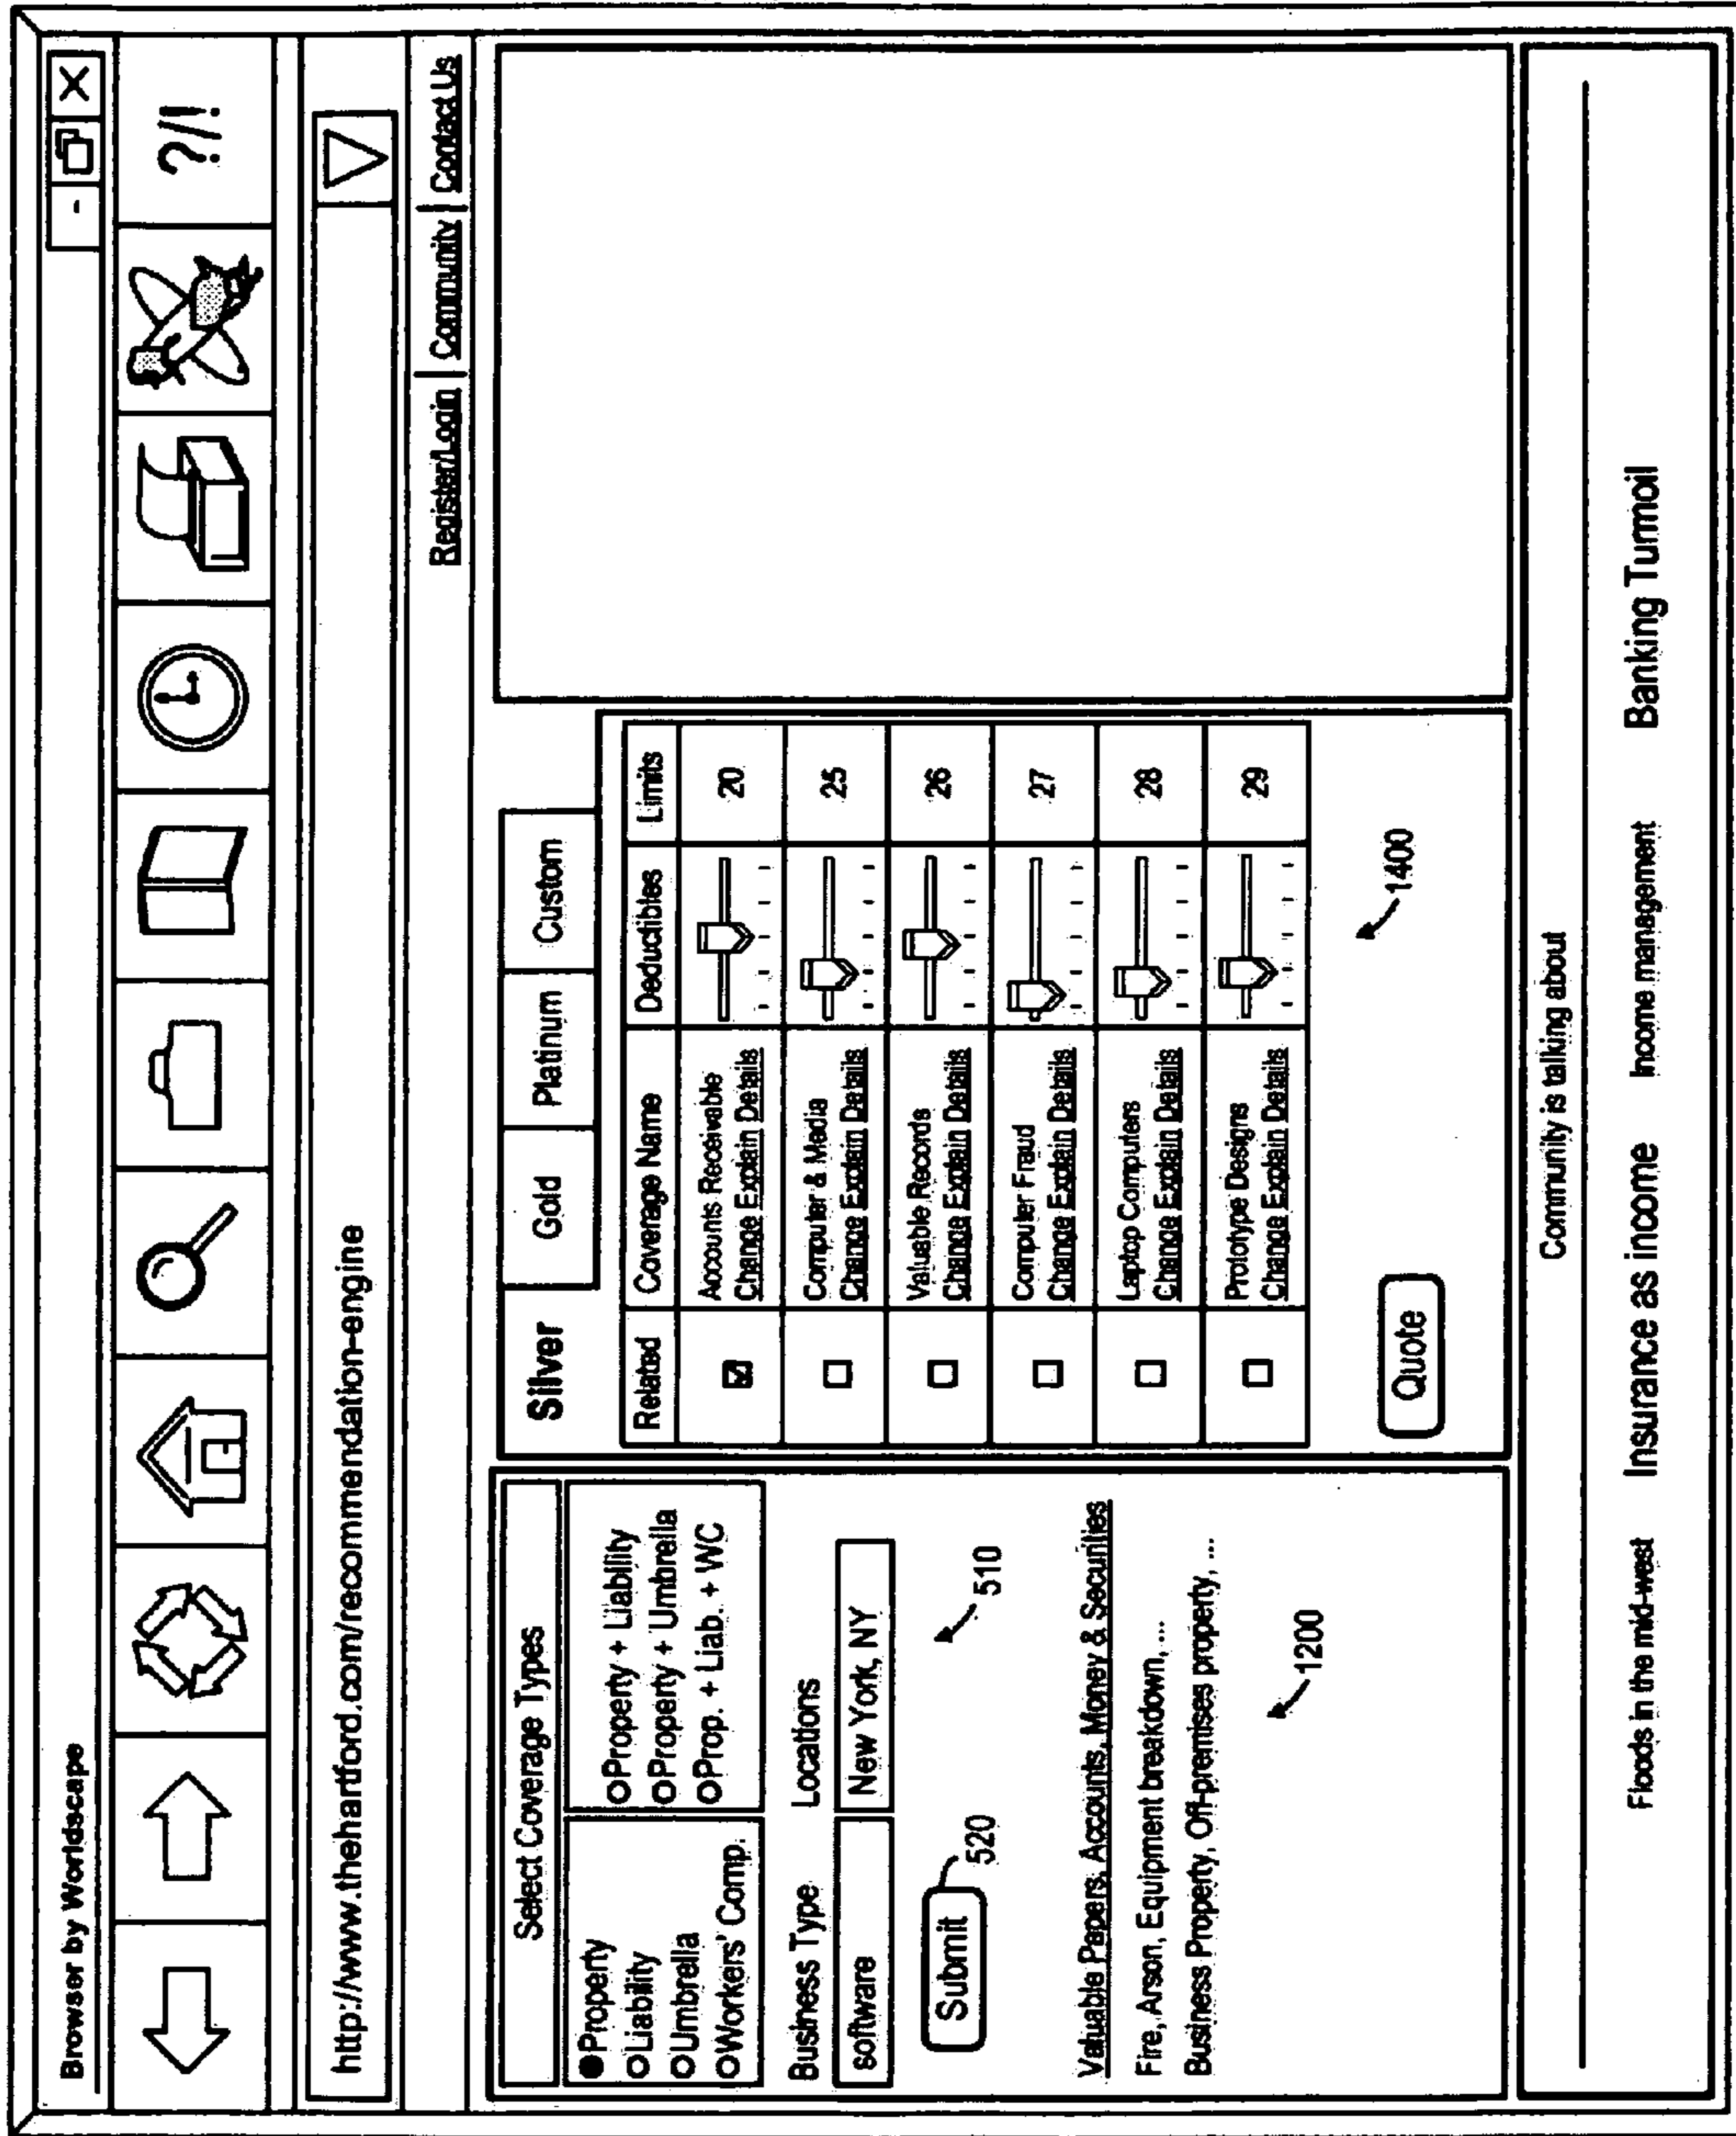 Browser by Worldscape
- X
?/!
http://www.thehartford.com/recommendation-engine
Register/Login | Community | Contact Us
Select Coverage Types
Property
Liability
Umbrella
Workers' Comp.
Property + Liability
Property + Umbrella
Prop. + Liab. + WC
Business Type Locations
software New York, NY
Submit 520
510
Valuable Papers, Accounts, Money & Securities
Fire, Arson, Equipment breakdown, ...
Business Property, Off-premises property, ...
1200
Silver Gold Platinum Custom
Related Coverage Name Deductibles Limits
Accounts Receivable
Change Explain Details 20
Computer & Media
Change Explain Details 25
Valuable Records
Change Explain Details 26
Computer Fraud
Change Explain Details 27
Laptop Computers
Change Explain Details 28
Prototype Designs
Change Explain Details 29
Quote
1400
Community is talking about
Floods in the mid-west Insurance as income Income management Banking Turmoil